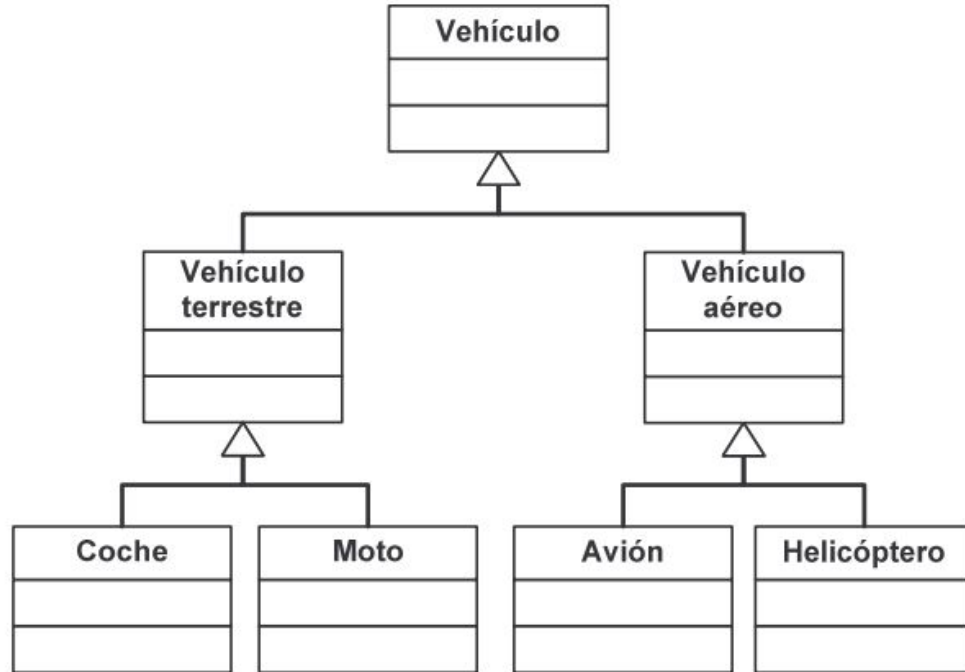 Vehículo
Vehículo
terrestre
Vehículo
aéreo
Coche
Moto
Avión
Helicóptero